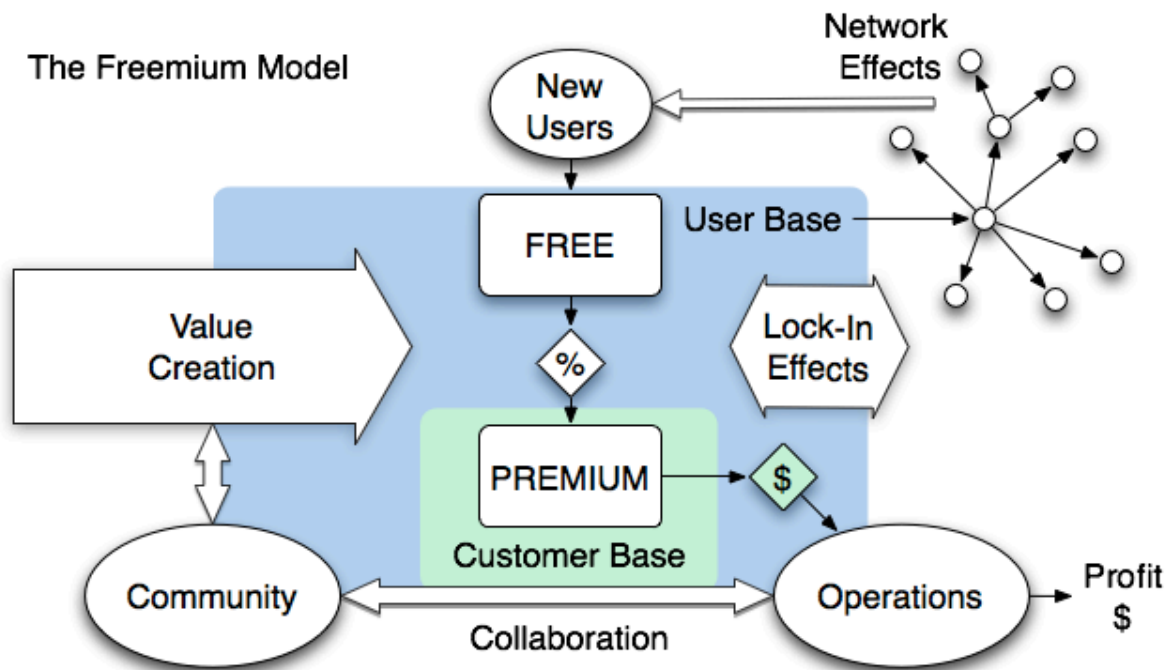 The Freemium Model
Network
Effects
New
Users
FREE
User Base
Value
Creation
%
Lock-In
Effects
PREMIUM
$
Customer Base
Community
Operations
Profit
$
Collaboration